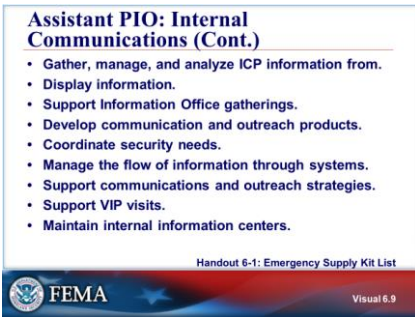 Assistant PIO: Internal
Communications (Cont.)
• Gather, manage, and analyze ICP information from.
• Display information.
• Support Information Office gatherings.
• Develop communication and outreach products.
• Coordinate security needs.
• Manage the flow of information through systems.
• Support communications and outreach strategies.
• Support VIP visits.
• Maintain internal information centers.
Handout 6-1: Emergency Supply Kit List
FEMA
Visual 6.9